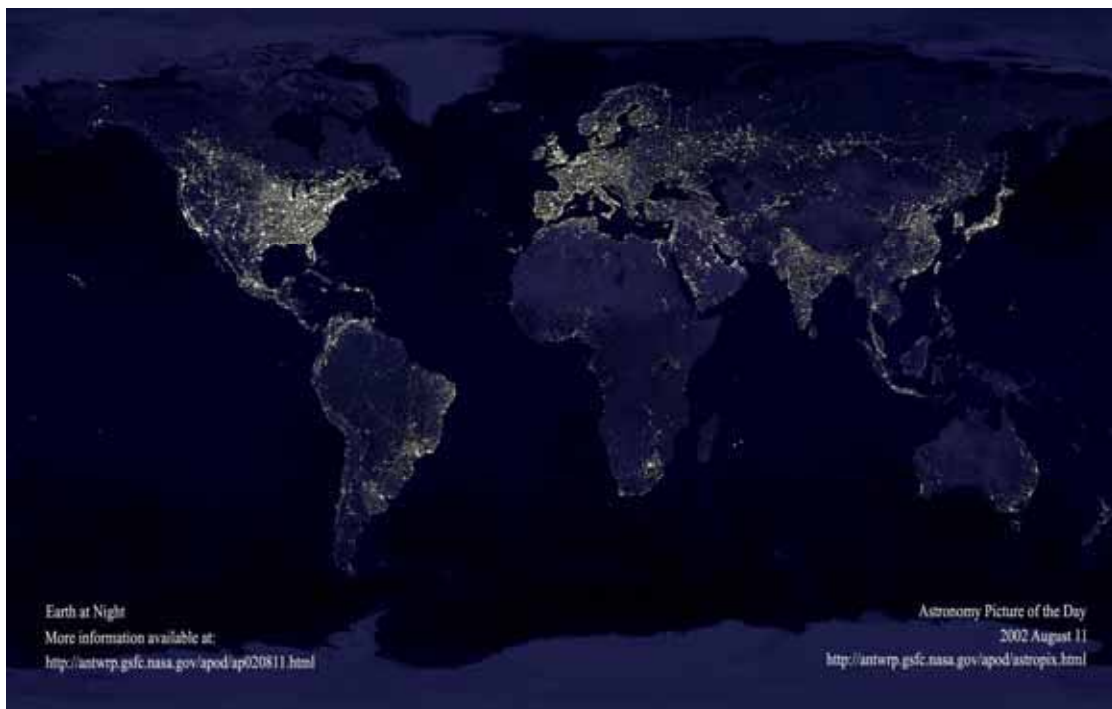 Earth at Night
More information available at:
http://antwrp.gsfc.nasa.gov/apod/ap020811.html
Astronomy Picture of the Day
2002 August 11
http://antwrp.gsfc.nasa.gov/apod/astropix.html